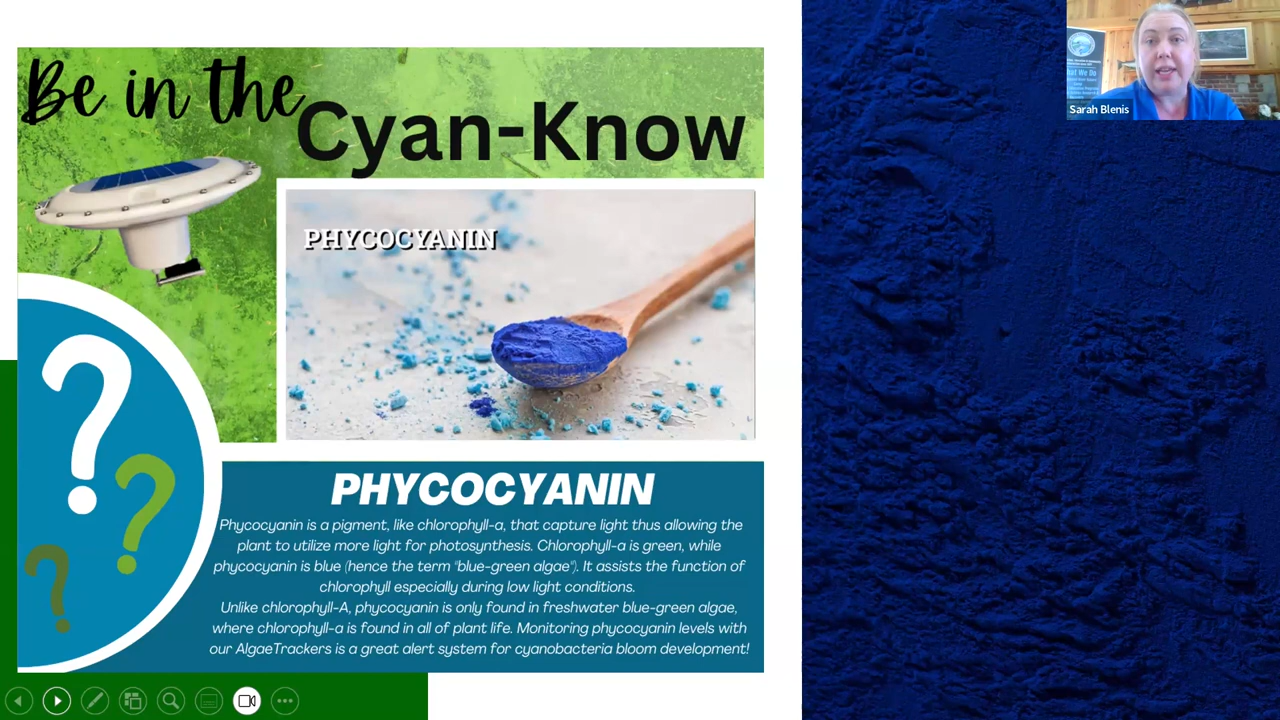 Be in the
Cyan-Know
PHYCOCYANIN
? ? ?
PHYCOCYANIN
Phycocyanin is a pigment, like chlorophyll-a, that capture light thus allowing the
plant to utilize more light for photosynthesis. Chlorophyll-a is green, while
phycocyanin is blue (hence the term "blue-green algae"). It assists the function of
chlorophyll especially during low light conditions.
Unlike chlorophyll-A, phycocyanin is only found in freshwater blue-green algae,
where chlorophyll-a is found in all of plant life. Monitoring phycocyanin levels with
our AlgaeTrackers is a great alert system for cyanobacteria bloom development!
What We Do
Sarah Blenis